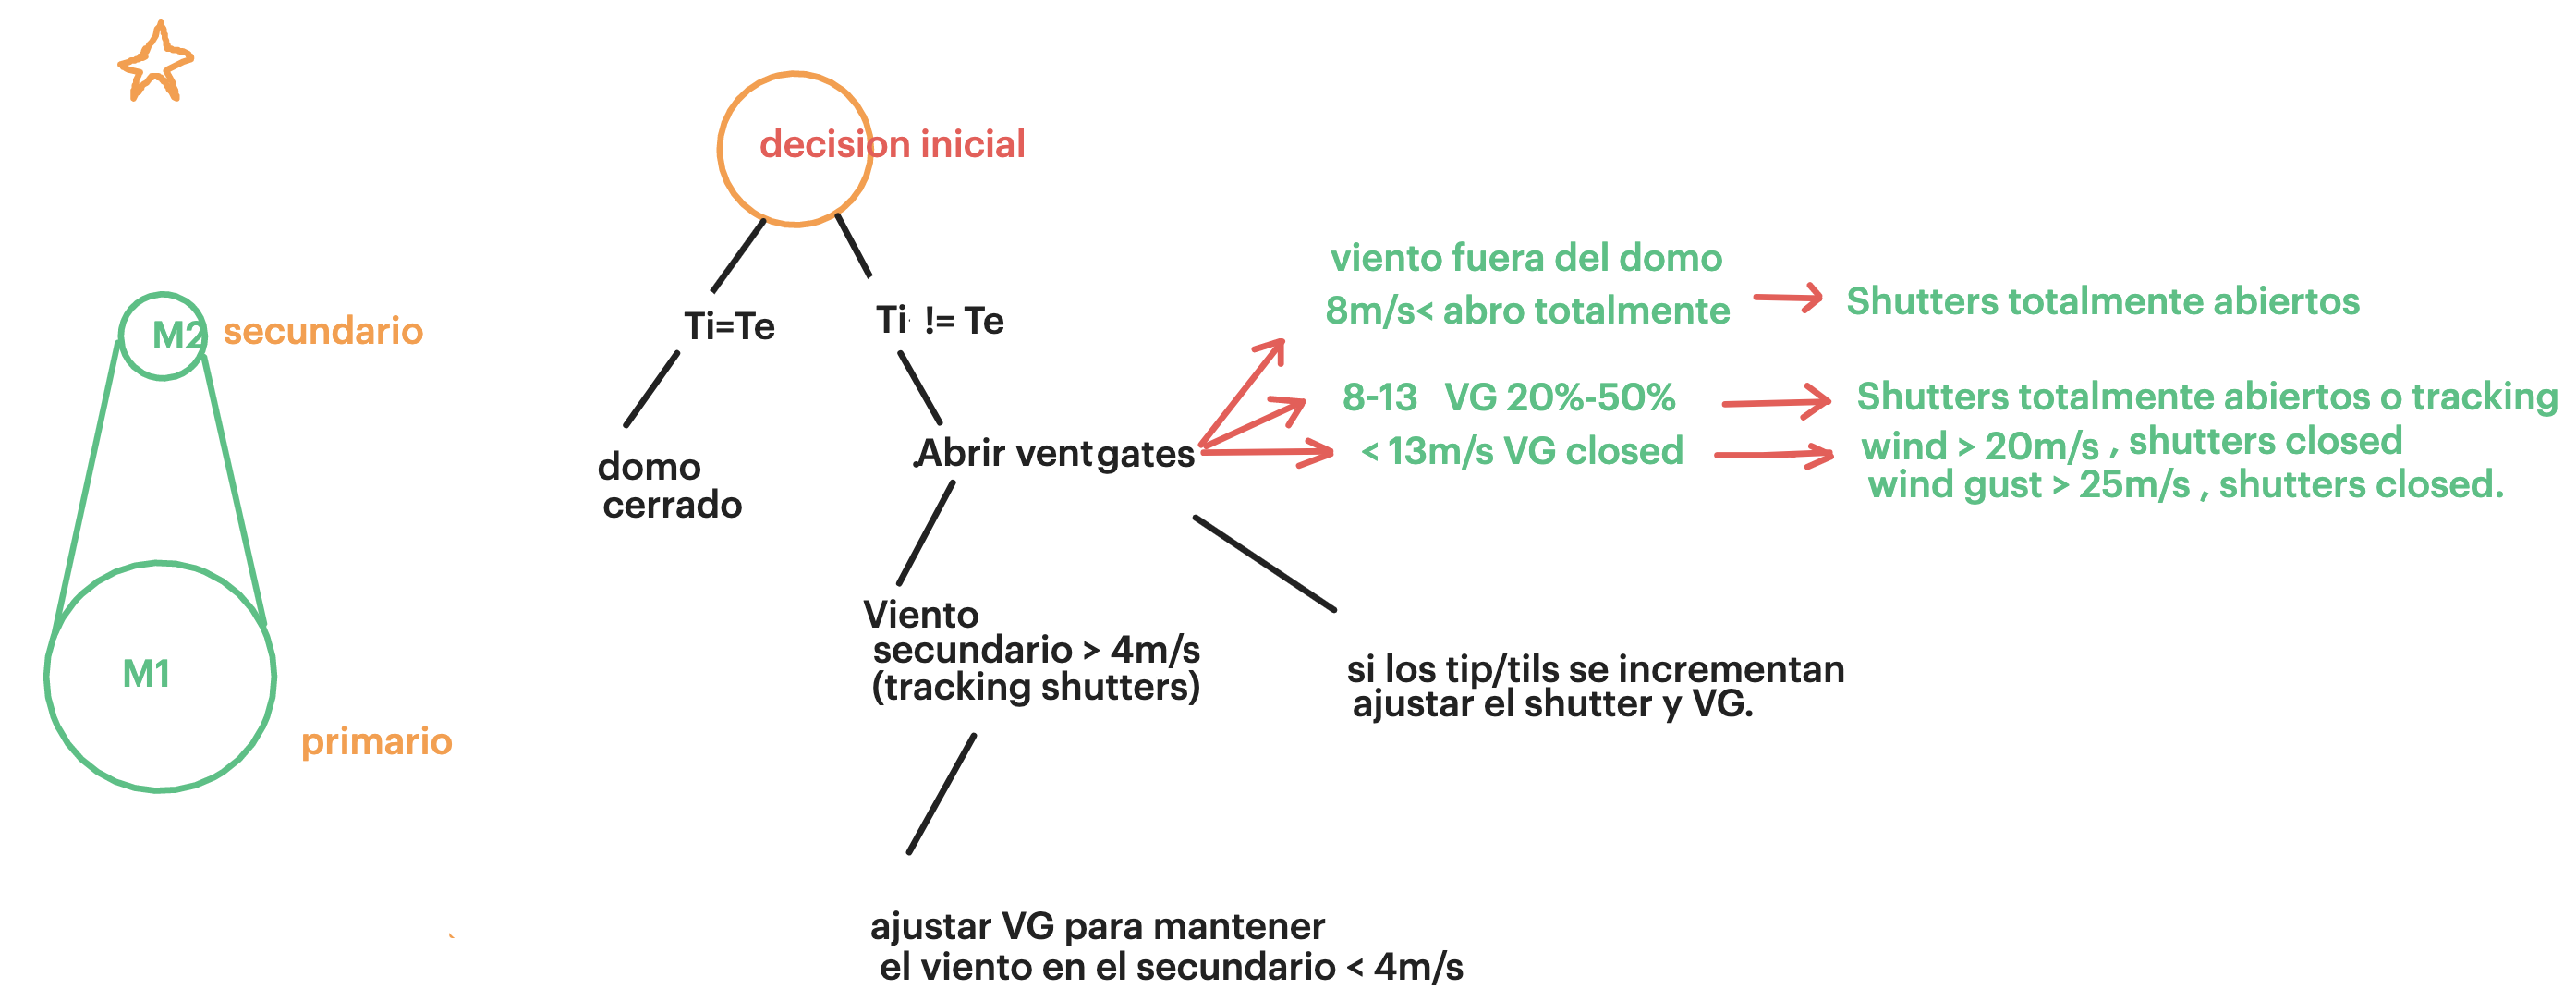 decision inicial
M2 secundario
M1
primario
Ti=Te
Ti != Te
domo
cerrado
.Abrir vent gates
viento fuera del domo
8m/s< abro totalmente
Shutters totalmente abiertos
8-13 VG 20%-50%
Shutters totalmente abiertos o tracking
< 13m/s VG closed
wind > 20m/s , shutters closed
wind gust > 25m/s , shutters closed.
Viento
secundario > 4m/s
(tracking shutters)
si los tip/tils se incrementan
ajustar el shutter y VG.
ajustar VG para mantener
el viento en el secundario < 4m/s